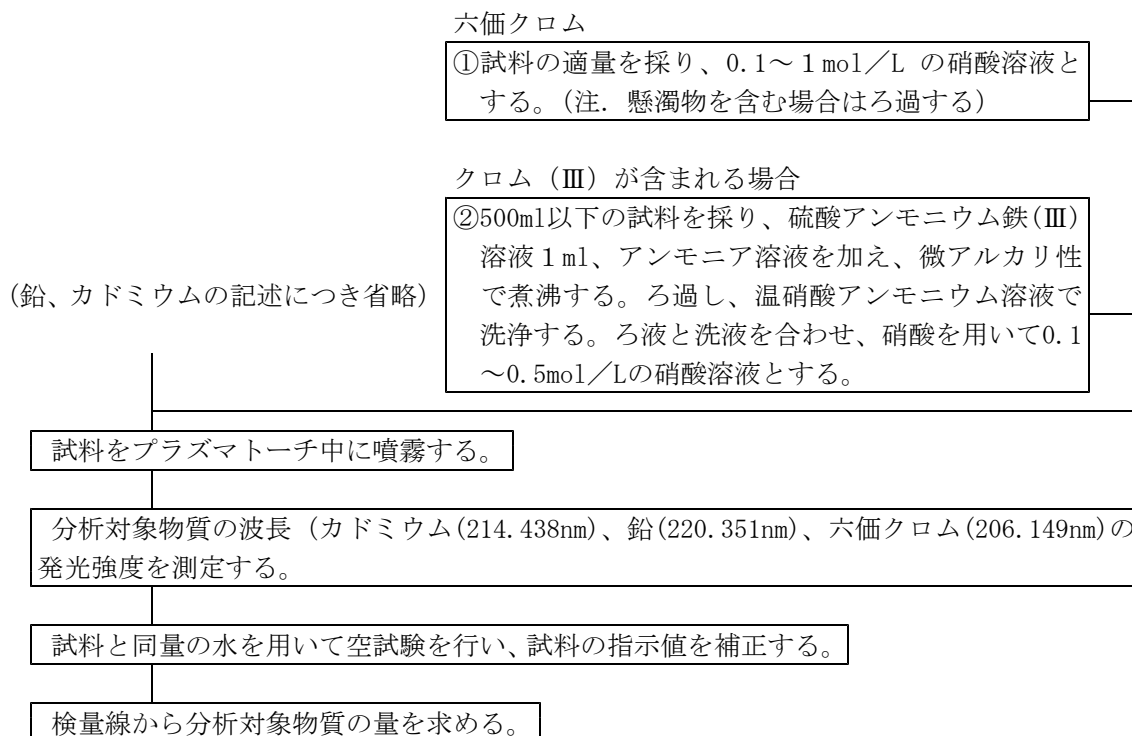 六価クロム
①試料の適量を採り、0.1～１mol／L の硝酸溶液と
する。(注. 懸濁物を含む場合はろ過する)
クロム（Ⅲ）が含まれる場合
②500ml以下の試料を採り、硫酸アンモニウム鉄(Ⅲ)
溶液１ml、アンモニア溶液を加え、微アルカリ性
で煮沸する。ろ過し、温硝酸アンモニウム溶液で
洗浄する。ろ液と洗液を合わせ、硝酸を用いて0.1
～0.5mol／Lの硝酸溶液とする。
(鉛、カドミウムの記述につき省略)
試料をプラズマトーチ中に噴霧する。
分析対象物質の波長（カドミウム(214.438nm)、鉛(220.351nm)、六価クロム(206.149nm)の
発光強度を測定する。
試料と同量の水を用いて空試験を行い、試料の指示値を補正する。
検量線から分析対象物質の量を求める。